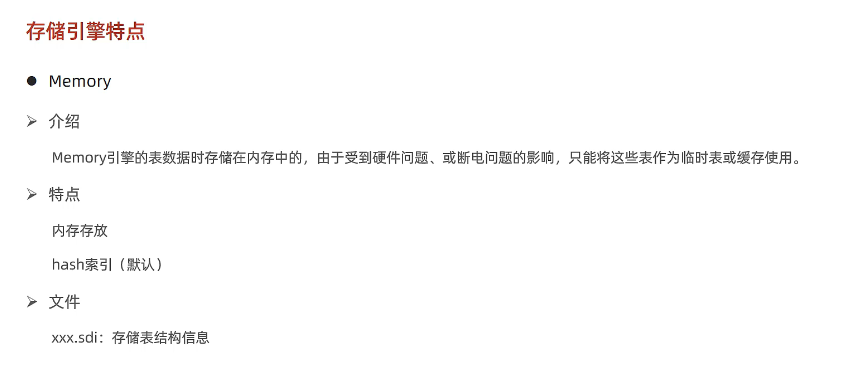 存储引擎特点
● Memory
➢ 介绍
Memory引擎的表数据时存储在内存中的，由于受到硬件问题、或断电问题的影响，只能将这些表作为临时表或缓存使用。
➢ 特点
内存存放
hash索引（默认）
➢ 文件
xxx.sdi：存储表结构信息